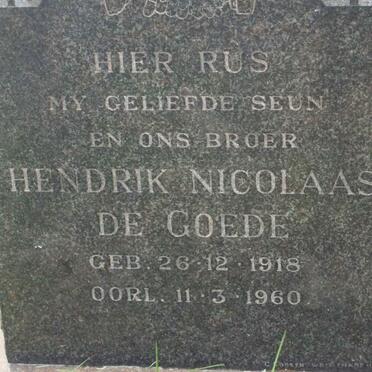 HIER RUS
MY GELIEFDE SEUN
EN ONS BROER
HENDRIK NICOLAAS
DE GOEDE
GEB. 26-12-1918
OORL. 11-3-1960.